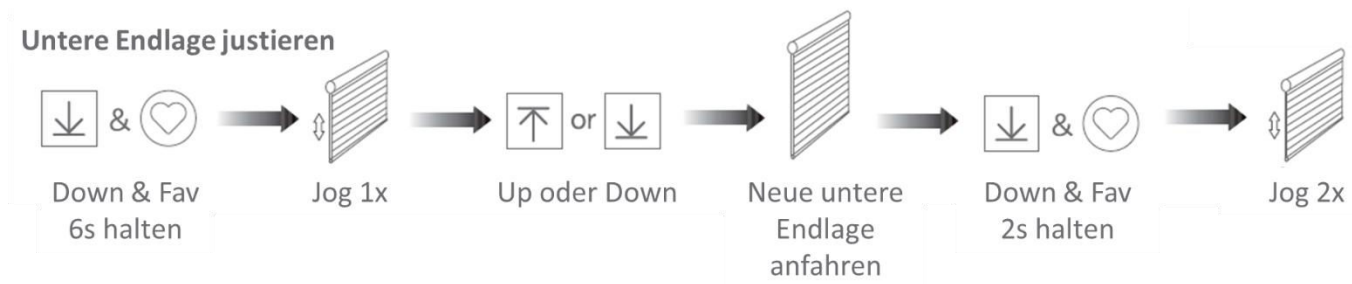 Untere Endlage justieren
&
or
&
Down & Fav
6s halten
Jog 1x
Up oder Down
Neue untere
Endlage
anfahren
Down & Fav
2s halten
Jog 2x